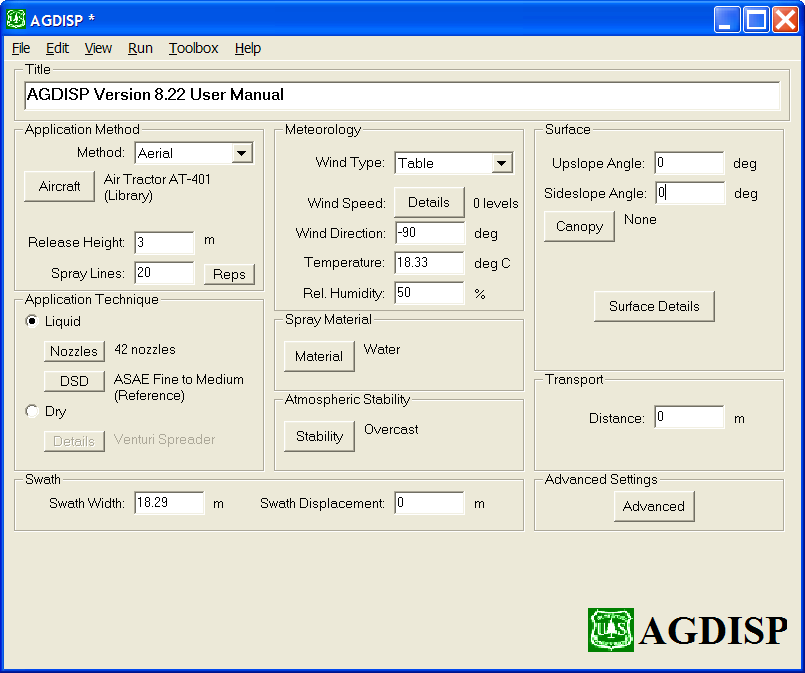 AGDISP *
File Edit View Run Toolbox Help
Title
AGDISP Version 8.22 User Manual
Application Method
Method: Aerial
Aircraft
Air Tractor AT-401
(Library)
Release Height: 3 m
Spray Lines: 20 Reps
Application Technique
Liquid
Nozzles 42 nozzles
DSD
ASAE Fine to Medium
(Reference)
Dry
Details Venturi Spreader
Meteorology
Wind Type: Table
Wind Speed: Details 0 levels
Wind Direction: -90 deg
Temperature: 18.33 deg C
Rel. Humidity: 50 %
Spray Material
Material Water
Atmospheric Stability
Stability Overcast
Surface
Upslope Angle: 0 deg
Sideslope Angle: 0 deg
Canopy None
Surface Details
Transport
Distance: 0 m
Swath
Swath Width: 18.29 m Swath Displacement: 0 m
Advanced Settings
Advanced
US AGDISP